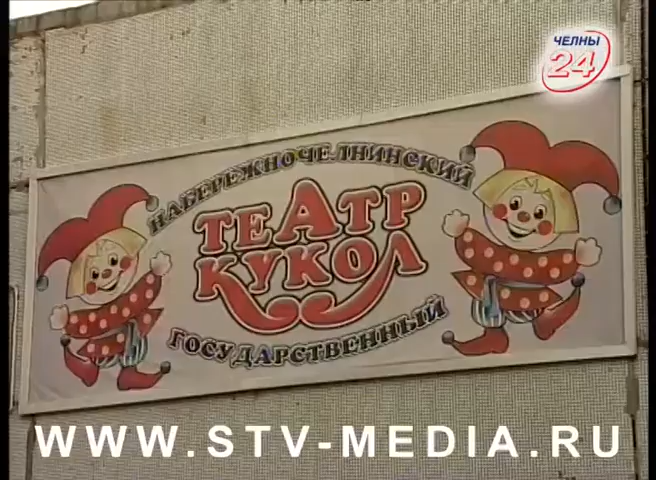 ЧЕЛНЫ
24
НАБЕРЕЖНОЧЕЛНИНСКИЙ
ТЕАТР
КУКОЛ
ГОСУДАРСТВЕННЫЙ
WWW.STV-MEDIA.RU